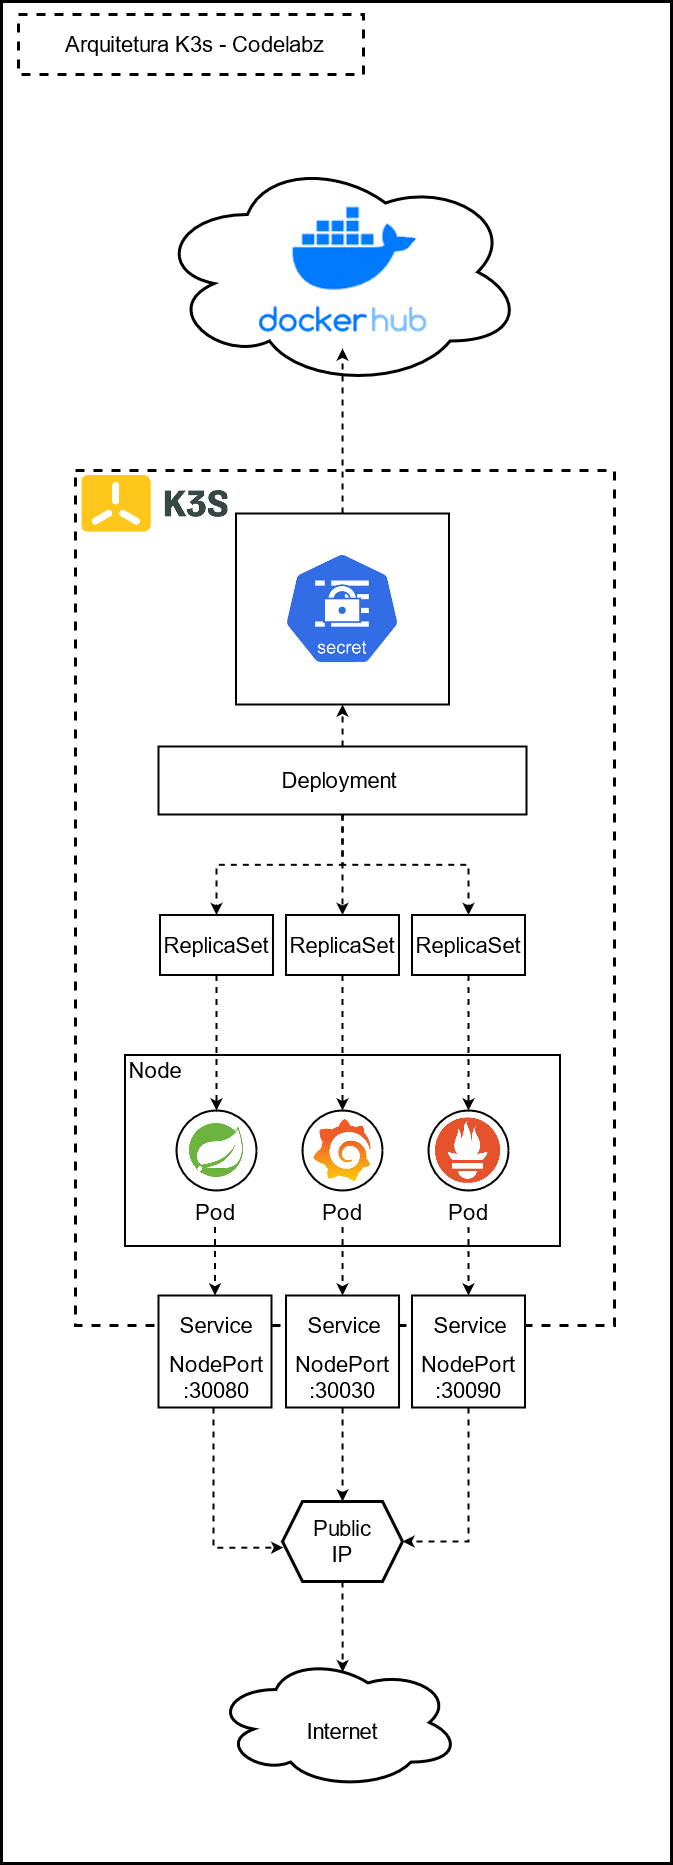 Arquitetura K3s - Codelabz
docker hub
K3S
secret
Deployment
ReplicaSet
ReplicaSet
ReplicaSet
Node
Pod
Pod
Pod
Service
NodePort
:30080
Service
NodePort
:30030
Service
NodePort
:30090
Public
IP
Internet